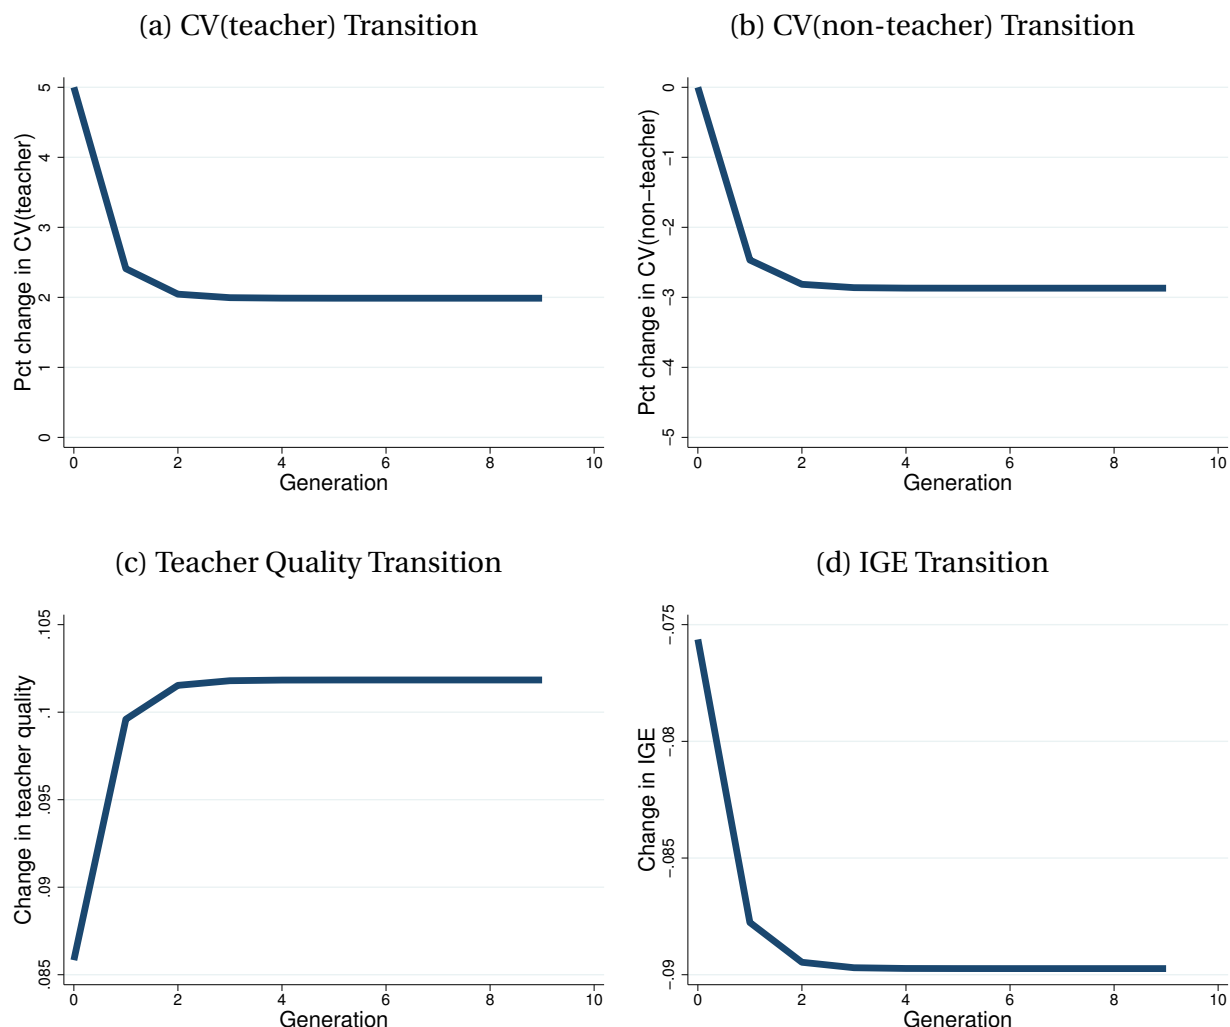 (a) CV(teacher) Transition
Pct change in CV(teacher)
5
4
3
2
1
0
0 2 4 6 8 10
Generation
(b) CV(non-teacher) Transition
Pct change in CV(non−teacher)
0
−1
−2
−3
−4
−5
0 2 4 6 8 10
Generation
(c) Teacher Quality Transition
Change in teacher quality
.105
.1
.095
.09
.085
0 2 4 6 8 10
Generation
(d) IGE Transition
Change in IGE
−.075
−.08
−.085
−.09
0 2 4 6 8 10
Generation